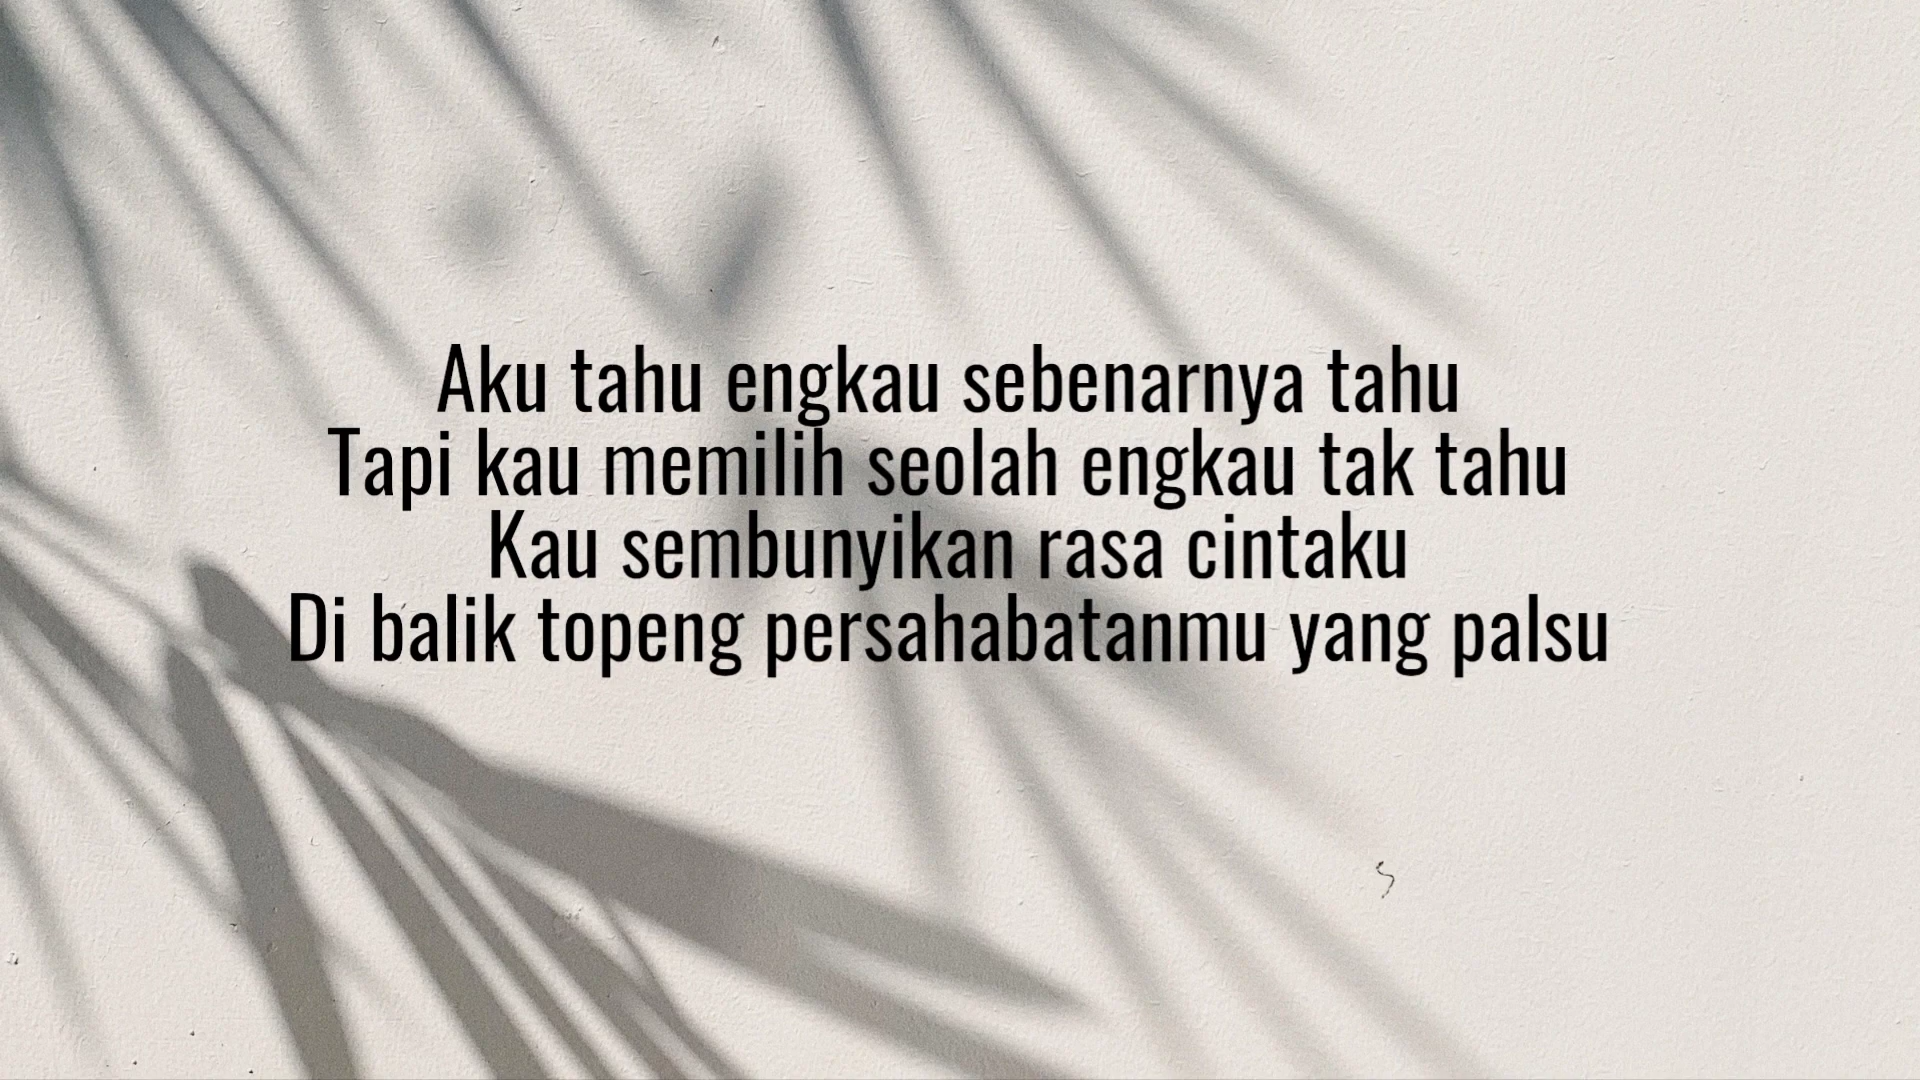 Aku tahu engkau sebenarnya tahu
Tapi kau memilih seolah engkau tak tahu
Kau sembunyikan rasa cintaku
Di balik topeng persahabatanmu yang palsu